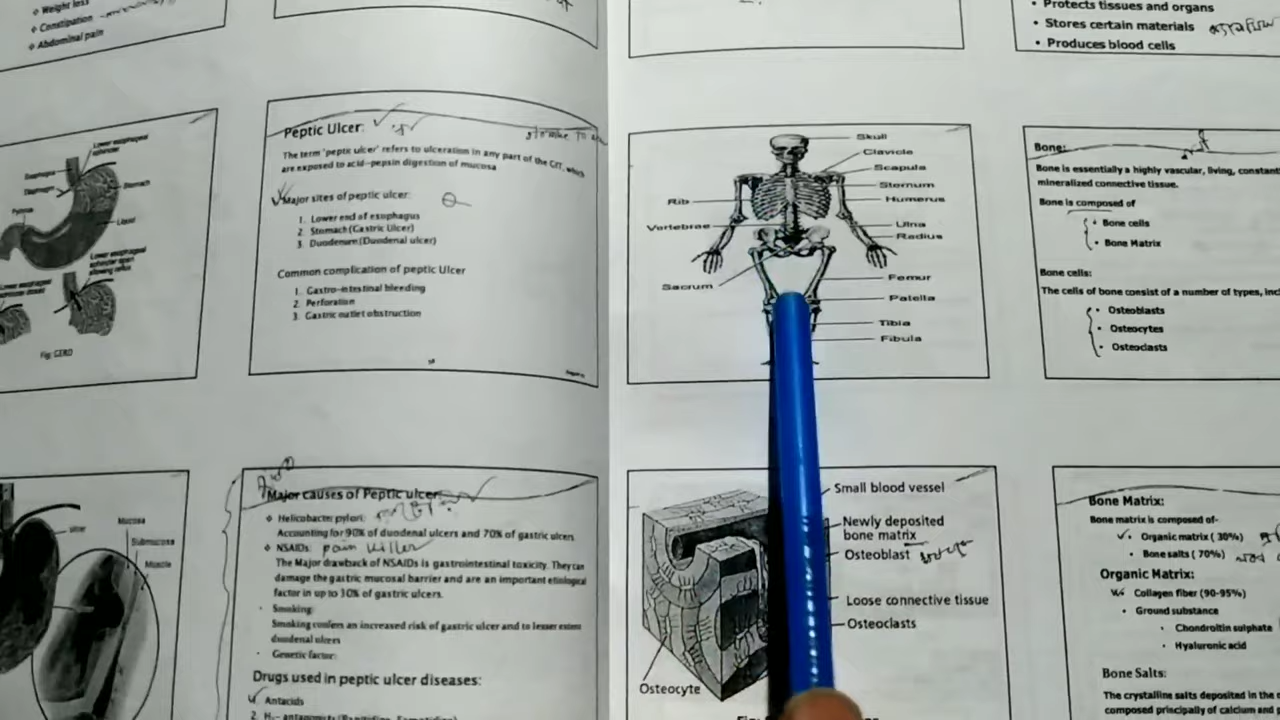 Weight loss
Constipation
Abdominal pain
Stomach
Fig: GERD
Peptic Ulcer:
The term 'peptic ulcer' refers to ulceration in any part of the GIT, which
are exposed to acid-pepsin digestion of mucosa
Major sites of peptic ulcer:
1. Lower end of esophagus
2. Stomach (Gastric Ulcer)
3. Duodenum (Duodenal ulcer)
Common complication of peptic Ulcer
1. Gastro-intestinal bleeding
2. Perforation
3. Gastric outlet obstruction
ulcer
Mucosa
Submucosa
Muscle
Major causes of Peptic ulcer
Helicobacter pylori:
Accounting for 90% of duodenal ulcers and 70% of gastric ulcers
NSAIDs: pain killer
The Major drawback of NSAIDs is gastrointestinal toxicity. They can
damage the gastric mucosal barrier and are an important etiological
factor in up to 30% of gastric ulcers.
Smoking:
Smoking confers an increased risk of gastric ulcer and to lesser extent
duodenal ulcers
Genetic factor:
Drugs used in peptic ulcer diseases:
Antacids
Protects tissues and organs
Stores certain materials
Produces blood cells
Skull
Clavicle
Scapula
Sternum
Humerus
Rib
Vertebrae
Ulna
Radius
Sacrum
Femur
Patella
Tibia
Fibula
Bone:
Bone is essentially a highly vascular, living, constant
mineralized connective tissue.
Bone is composed of
Bone cells
Bone Matrix
Bone cells:
The cells of bone consist of a number of types, incl
Osteoblasts
Osteocytes
Osteoclasts
Small blood vessel
Newly deposited
bone matrix
Osteoblast
Loose connective tissue
Osteoclasts
Osteocyte
Bone Matrix:
Bone matrix is composed of-
Organic matrix ( 30%)
Bone salts ( 70%)
Organic Matrix:
Collagen fiber (90-95%)
Ground substance
Chondroitin sulphate
Hyaluronic acid
Bone Salts:
The crystalline salts deposited in the
composed principally of calcium and